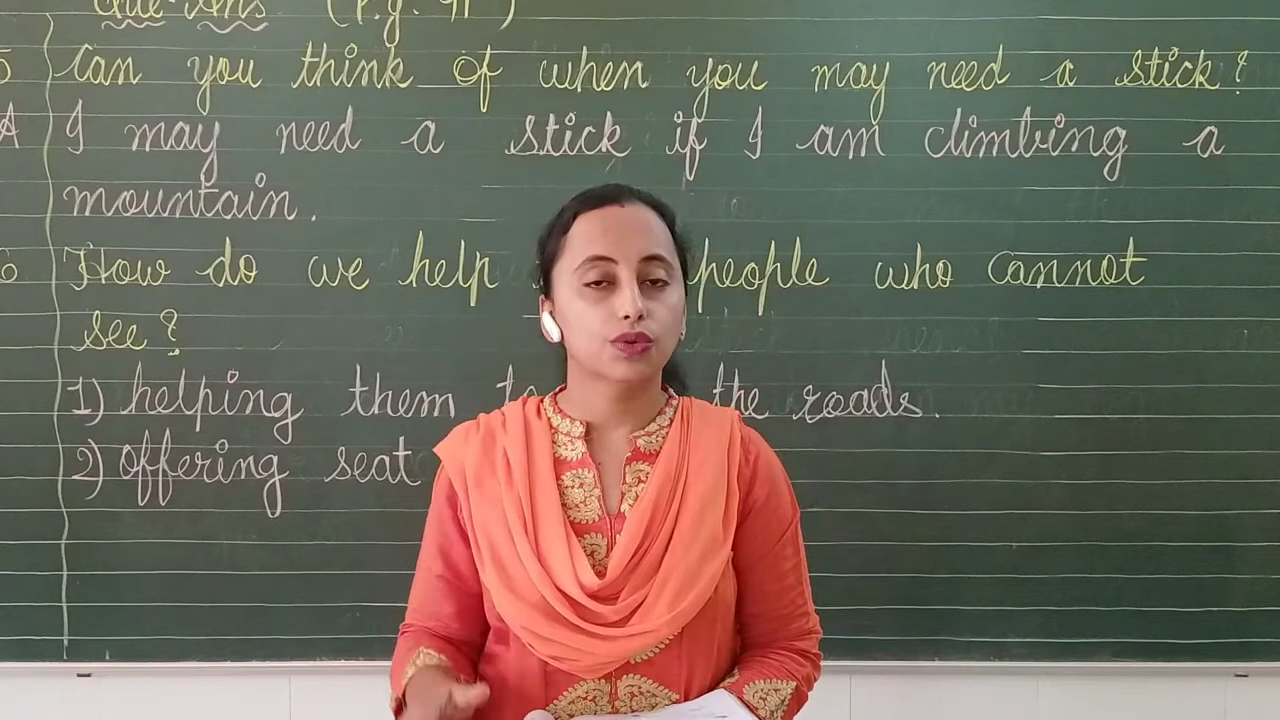 Que-Ans (Pg. 91)
5 Can you think of when you may need a stick?
A I may need a stick if I am climbing a
mountain.
6 How do we help people who cannot
see?
1) helping them the roads.
2) offering seat